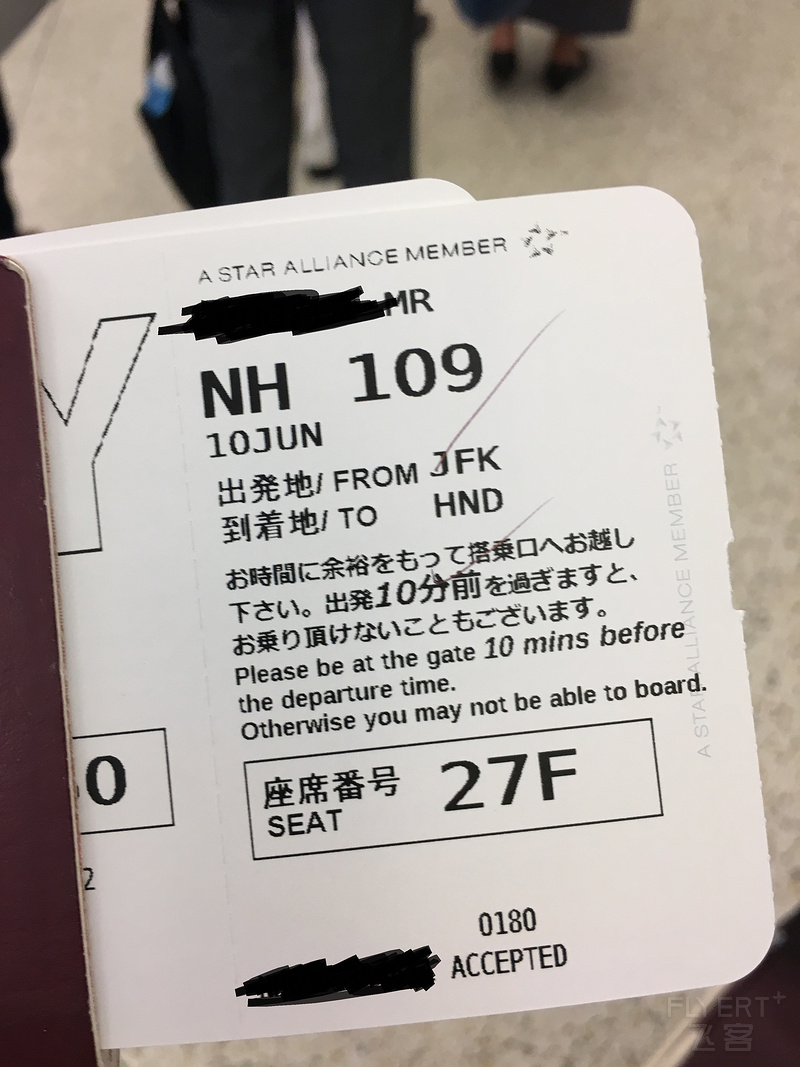 A STAR ALLIANCE MEMBER
MR
NH 109
10JUN
出発地/ FROM JFK
到着地/ TO HND
お時間に余裕をもって搭乗口へお越し
下さい。出発10分前を過ぎますと、
お乗り頂けないこともございます。
Please be at the gate 10 mins before
the departure time.
Otherwise you may not be able to board.
座席番号
SEAT 27F
0180
ACCEPTED
A STAR ALLIANCE MEMBER
Y
0
2
FLYERT+
飞客